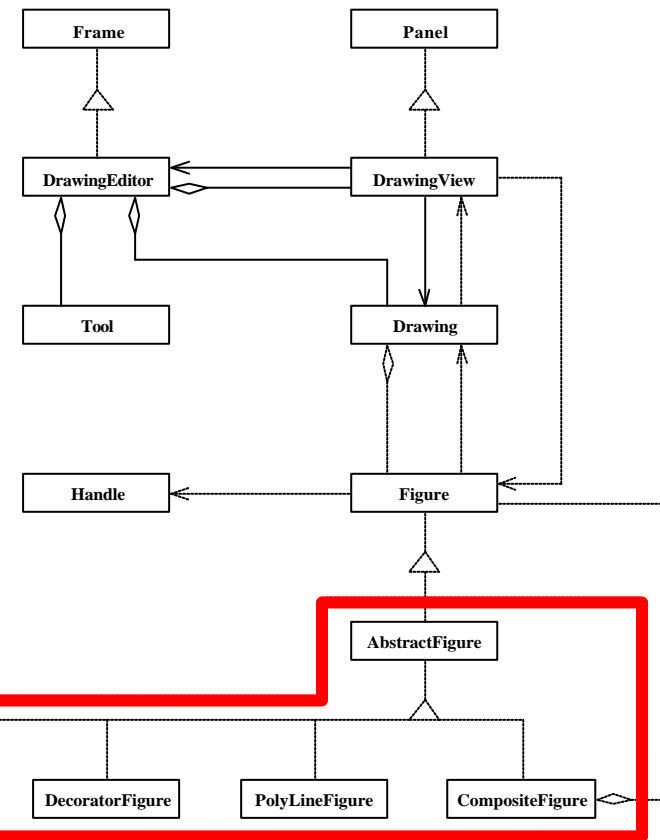 Frame
Panel
DrawingEditor
DrawingView
Tool
Drawing
Handle
Figure
AbstractFigure
DecoratorFigure
PolyLineFigure
CompositeFigure